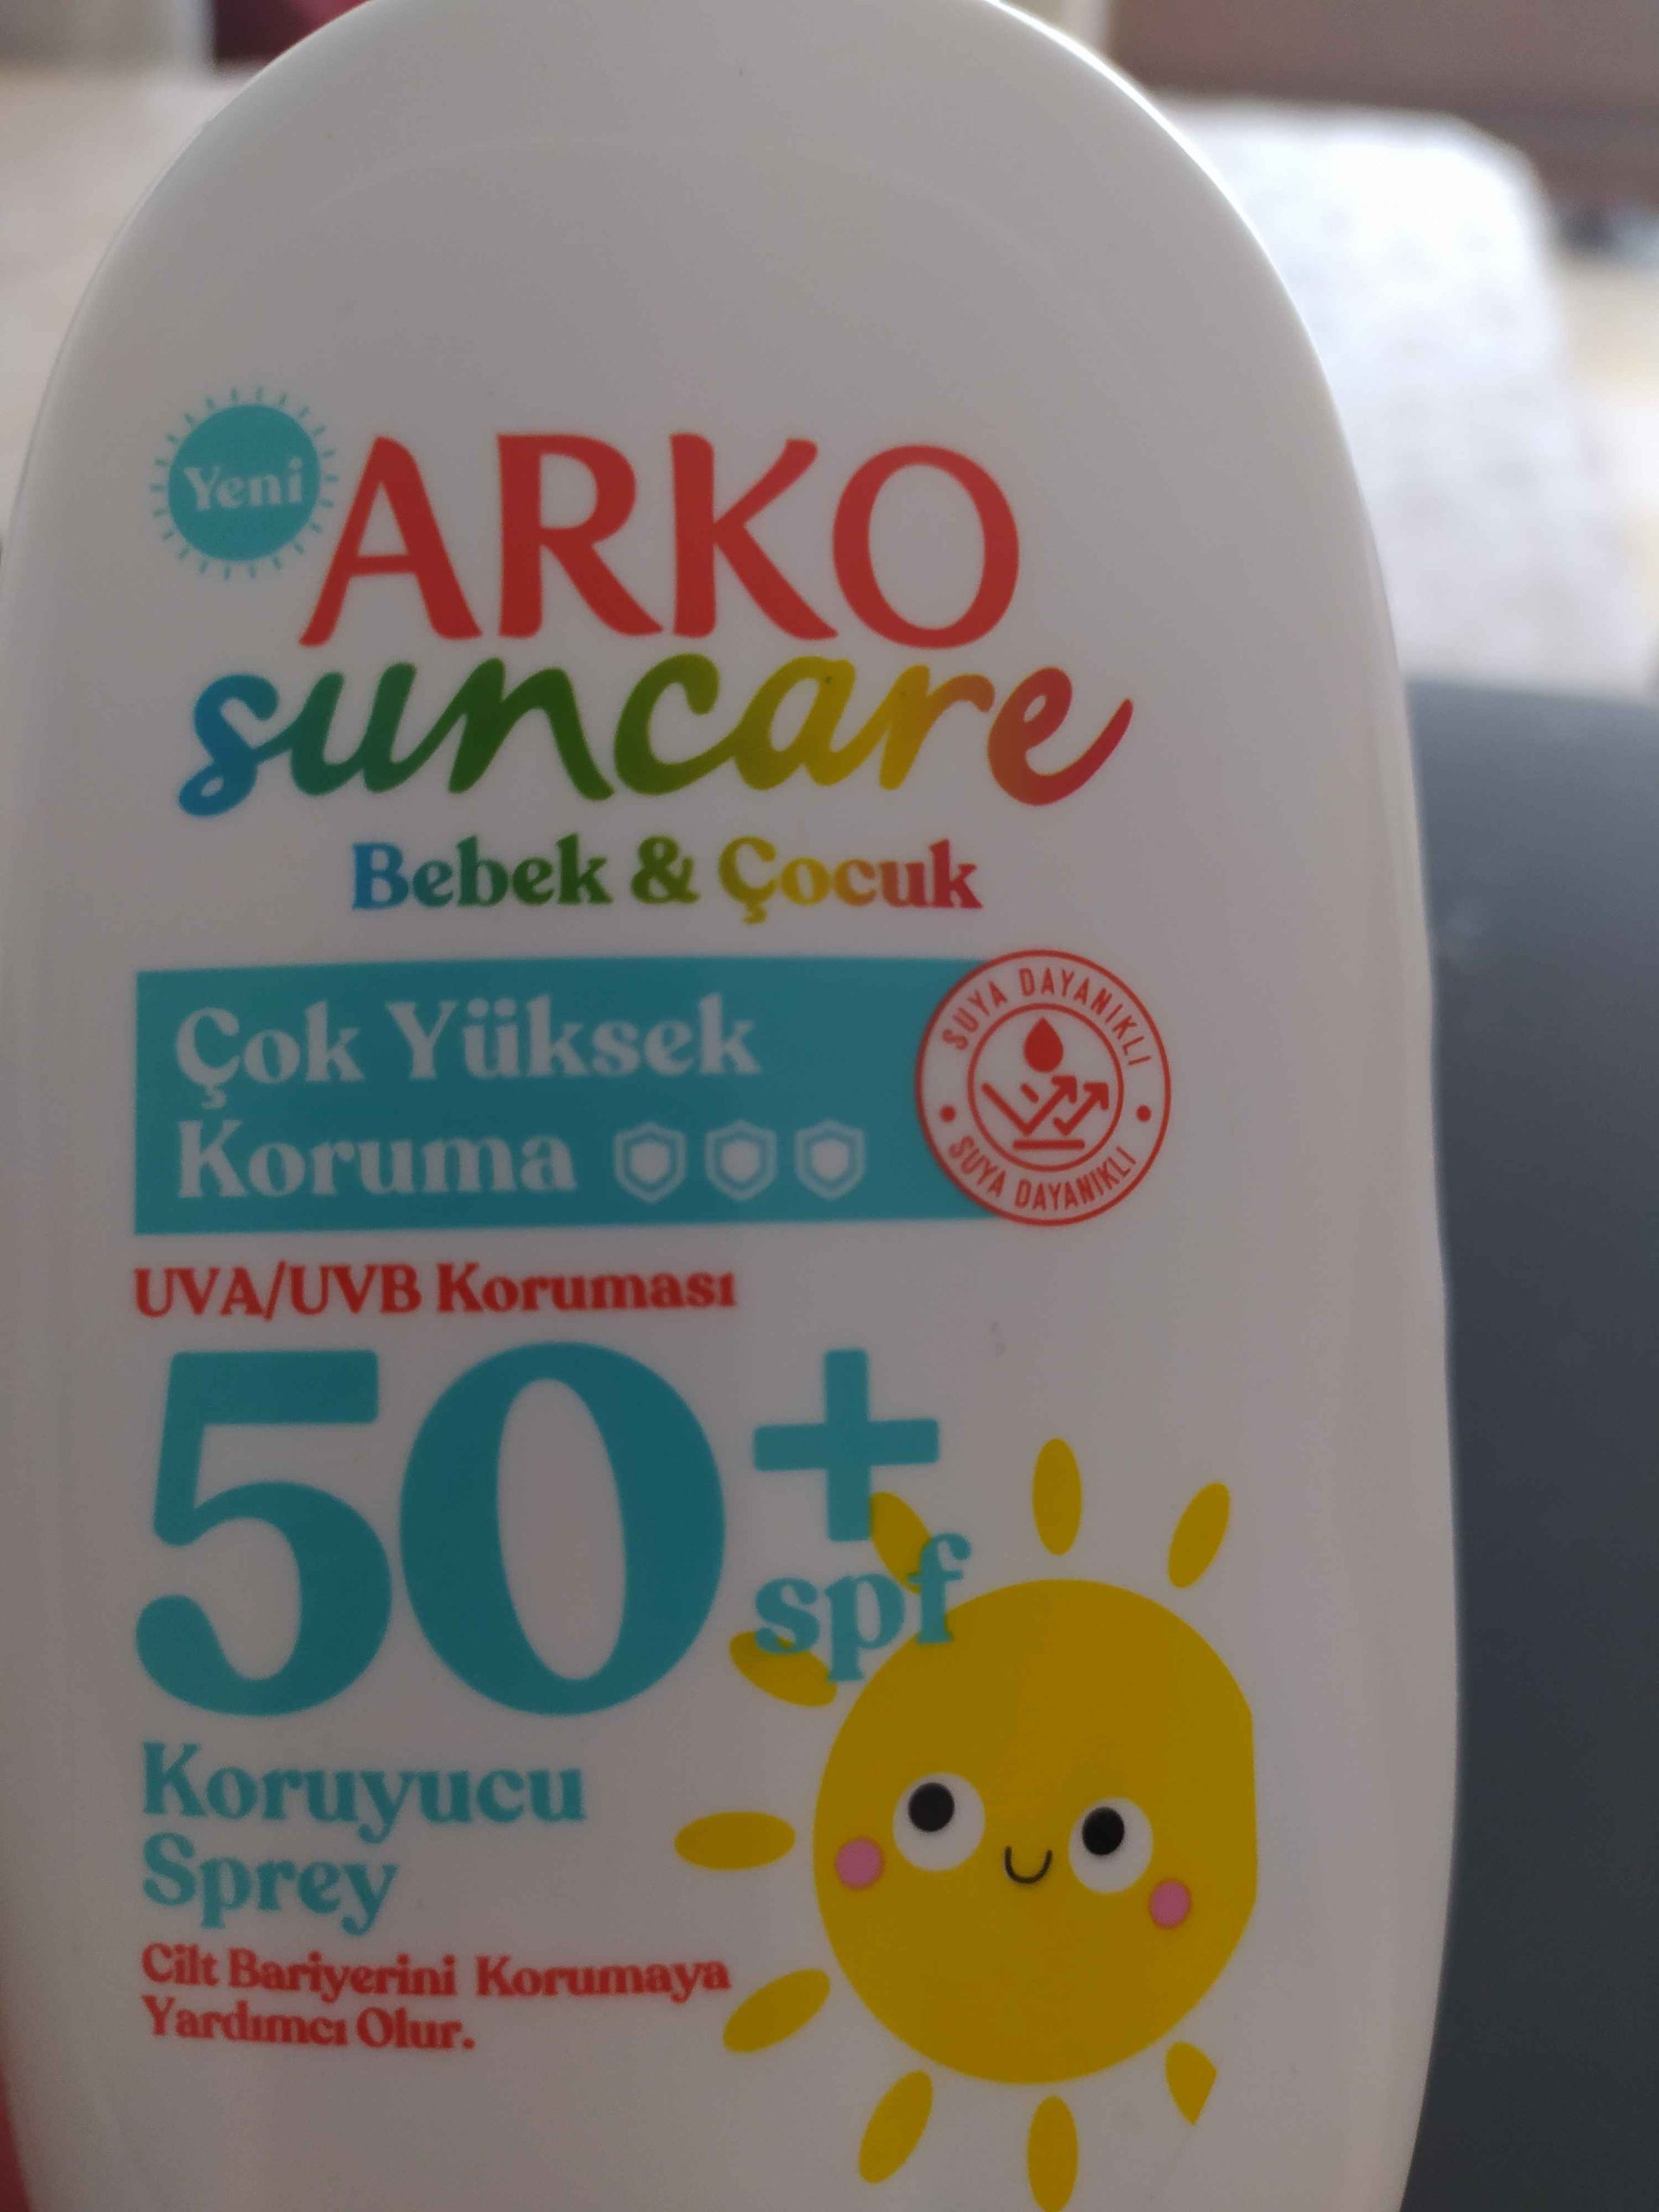 Yeni
ARKO
suncare
Bebek & Çocuk
Çok Yüksek
Koruma
SUYA DAYANIKLI
SUYA DAYANIKLI
UVA/UVB Koruması
50+
spf
Koruyucu
Sprey
Cilt Bariyerini Korumaya
Yardımcı Olur.